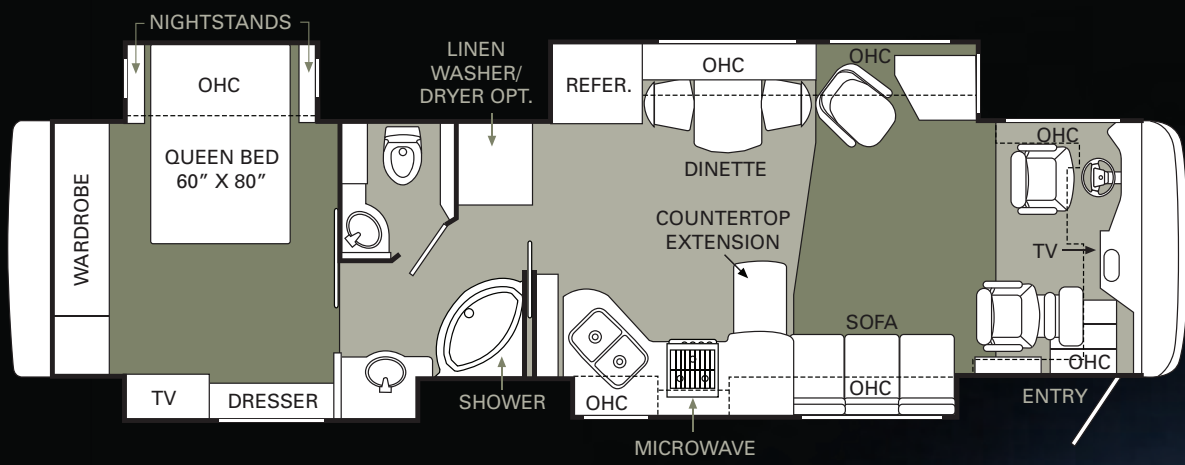 NIGHTSTANDS
OHC
QUEEN BED
60” X 80”
WARDROBE
TV
DRESSER
LINEN
WASHER/
DRYER OPT.
SHOWER
REFER.
OHC
DINETTE
COUNTERTOP
EXTENSION
OHC
MICROWAVE
OHC
SOFA
OHC
OHC
TV
OHC
ENTRY